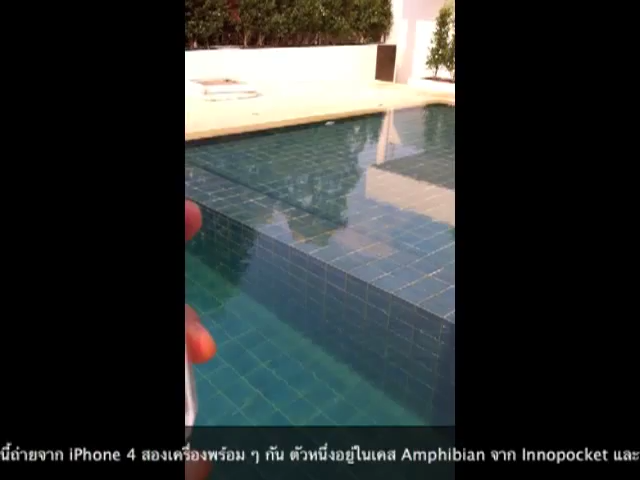 นี้ถ่ายจาก iPhone 4 สองเครื่องพร้อม ๆ กัน ตัวหนึ่งอยู่ในเคส Amphibian จาก Innopocket และ